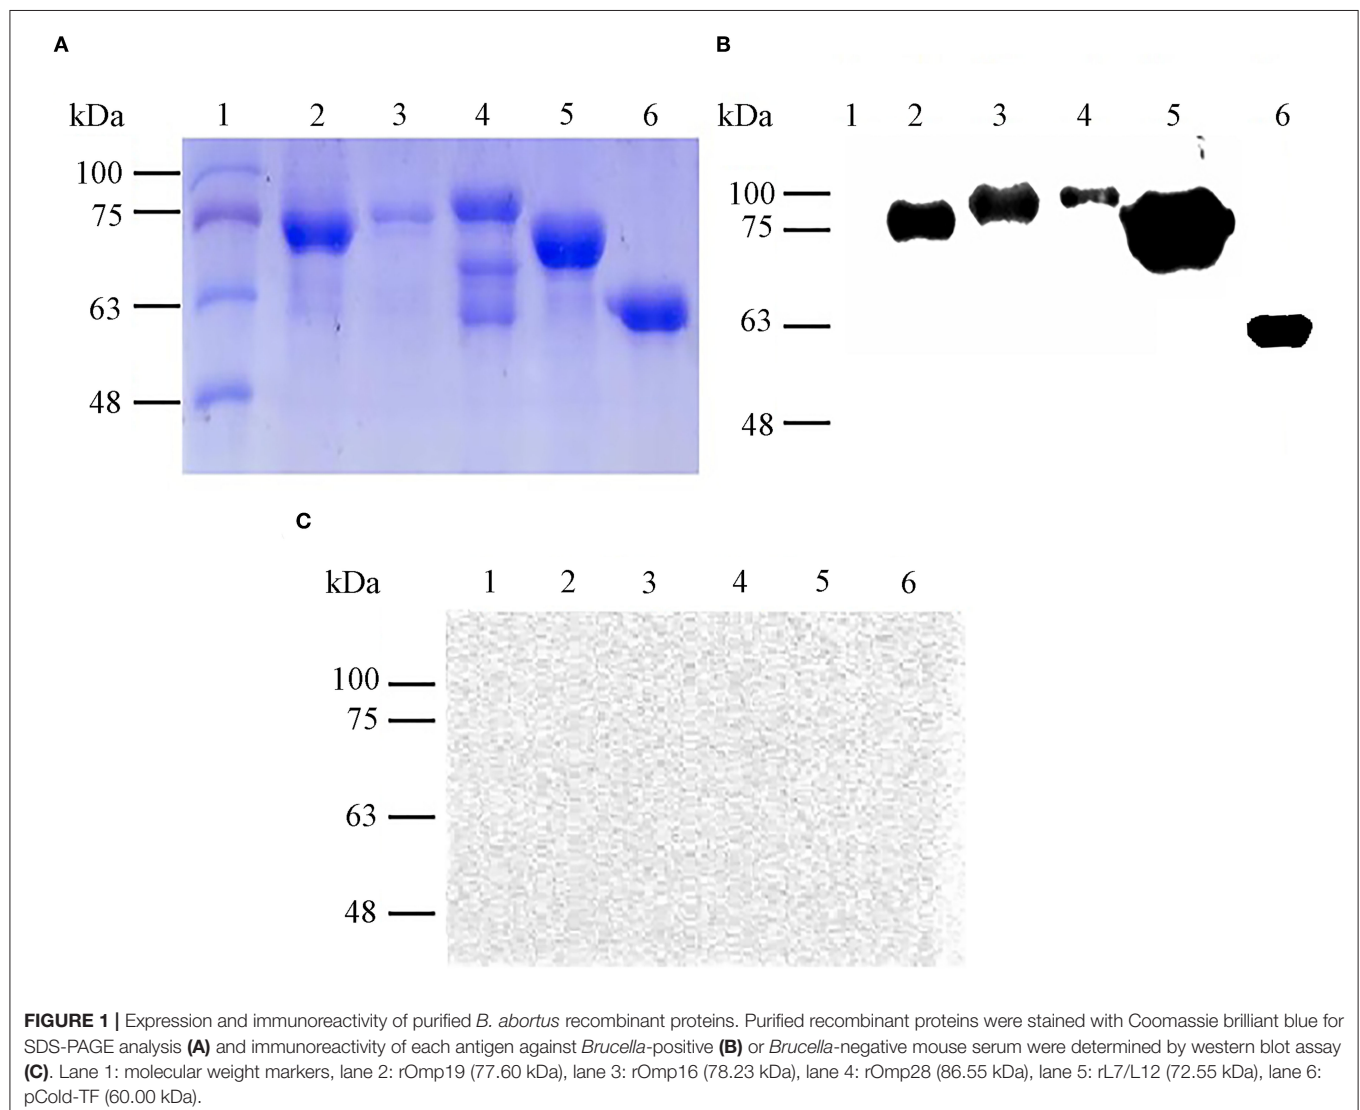 A
kDa 1 2 3 4 5 6
100
75
63
48
B
kDa 1 2 3 4 5 6
100
75
63
48
C
kDa 1 2 3 4 5 6
100
75
63
48
FIGURE 1 | Expression and immunoreactivity of purified B. abortus recombinant proteins. Purified recombinant proteins were stained with Coomassie brilliant blue for
SDS-PAGE analysis (A) and immunoreactivity of each antigen against Brucella-positive (B) or Brucella-negative mouse serum were determined by western blot assay
(C). Lane 1: molecular weight markers, lane 2: rOmp19 (77.60 kDa), lane 3: rOmp16 (78.23 kDa), lane 4: rOmp28 (86.55 kDa), lane 5: rL7/L12 (72.55 kDa), lane 6:
pCold-TF (60.00 kDa).